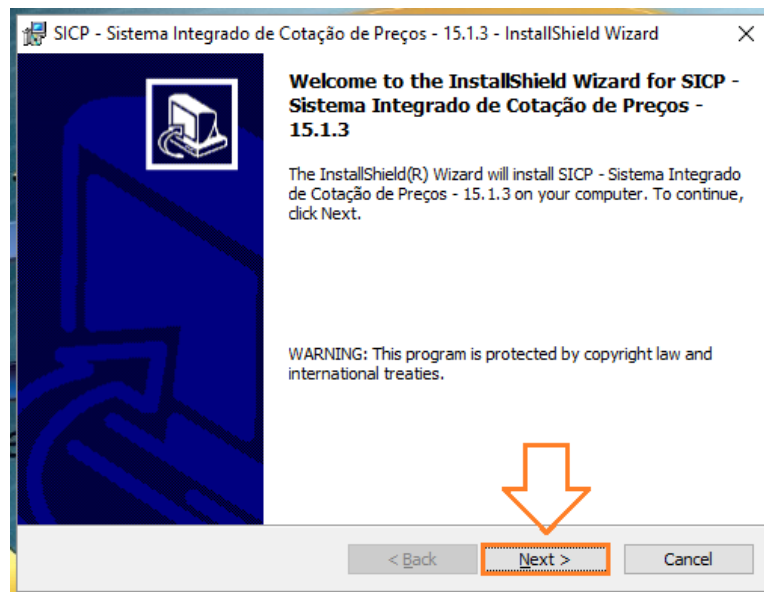 SICP - Sistema Integrado de Cotação de Preços - 15.1.3 - InstallShield Wizard
Welcome to the InstallShield Wizard for SICP -
Sistema Integrado de Cotação de Preços -
15.1.3
The InstallShield(R) Wizard will install SICP - Sistema Integrado
de Cotação de Preços - 15.1.3 on your computer. To continue,
click Next.
WARNING: This program is protected by copyright law and
international treaties.
< Back Next > Cancel